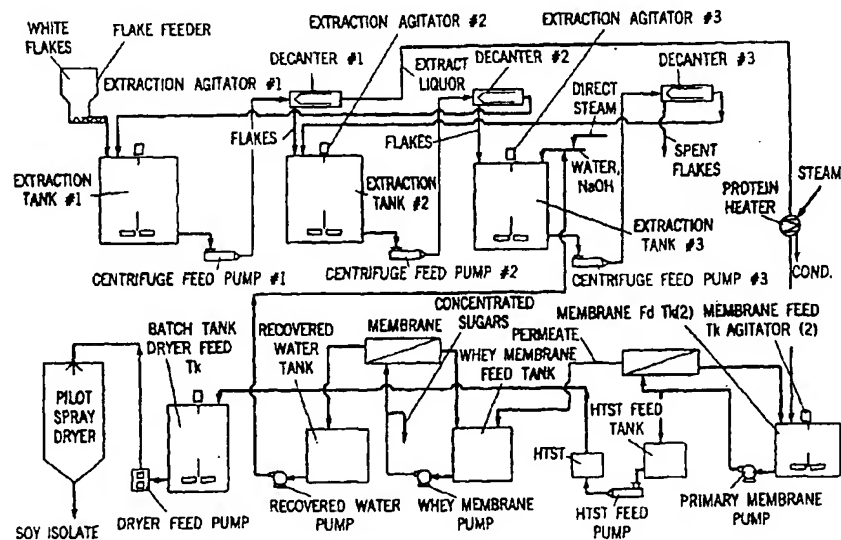 WHITE
FLAKES
FLAKE FEEDER
EXTRACTION AGITATOR #1
EXTRACTION AGITATOR #2
DECANTER #1
EXTRACTION AGITATOR #3
EXTRACT
LIQUOR
DECANTER #2
DIRECT
STEAM
DECANTER #3
FLAKES
FLAKES
WATER,
NaOH
SPENT
FLAKES
EXTRACTION
TANK #1
EXTRACTION
TANK #2
EXTRACTION
TANK #3
PROTEIN
HEATER
STEAM
COND.
CENTRIFUGE FEED PUMP #1
CENTRIFUGE FEED PUMP #2
CENTRIFUGE FEED PUMP #3
BATCH TANK
DRYER FEED
Tk
RECOVERED
WATER
TANK
MEMBRANE
CONCENTRATED
SUGARS
WHEY MEMBRANE
FEED TANK
PERMEATE
MEMBRANE Fd Tk(2)
MEMBRANE FEED
Tk AGITATOR (2)
PILOT
SPRAY
DRYER
HTST FEED
TANK
HTST
SOY ISOLATE
DRYER FEED PUMP
RECOVERED WATER
PUMP
WHEY MEMBRANE
PUMP
HTST FEED
PUMP
PRIMARY MEMBRANE
PUMP